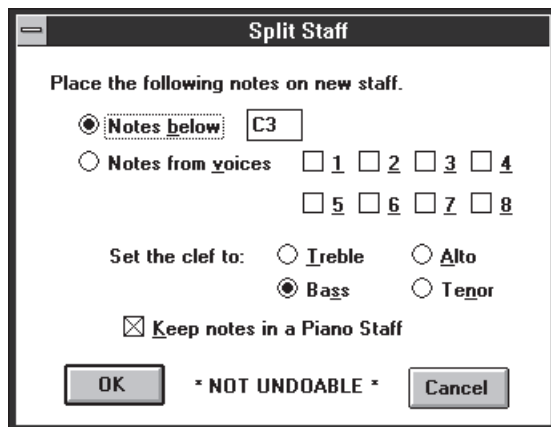 Split Staff
Place the following notes on new staff.
Notes below C3
Notes from voices 1 2 3 4
5 6 7 8
Set the clef to: Treble Alto
Bass Tenor
Keep notes in a Piano Staff
OK * NOT UNDOABLE * Cancel